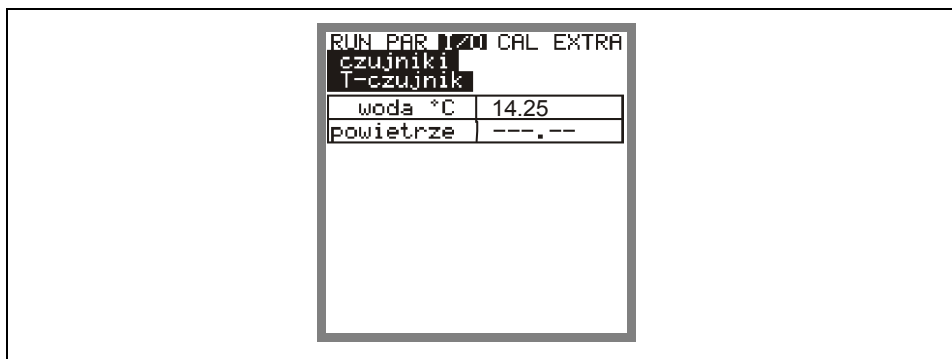 RUN PAR I/O CAL EXTRA
czujniki
T-czujnik
woda °C 14.25
powietrze ---.--